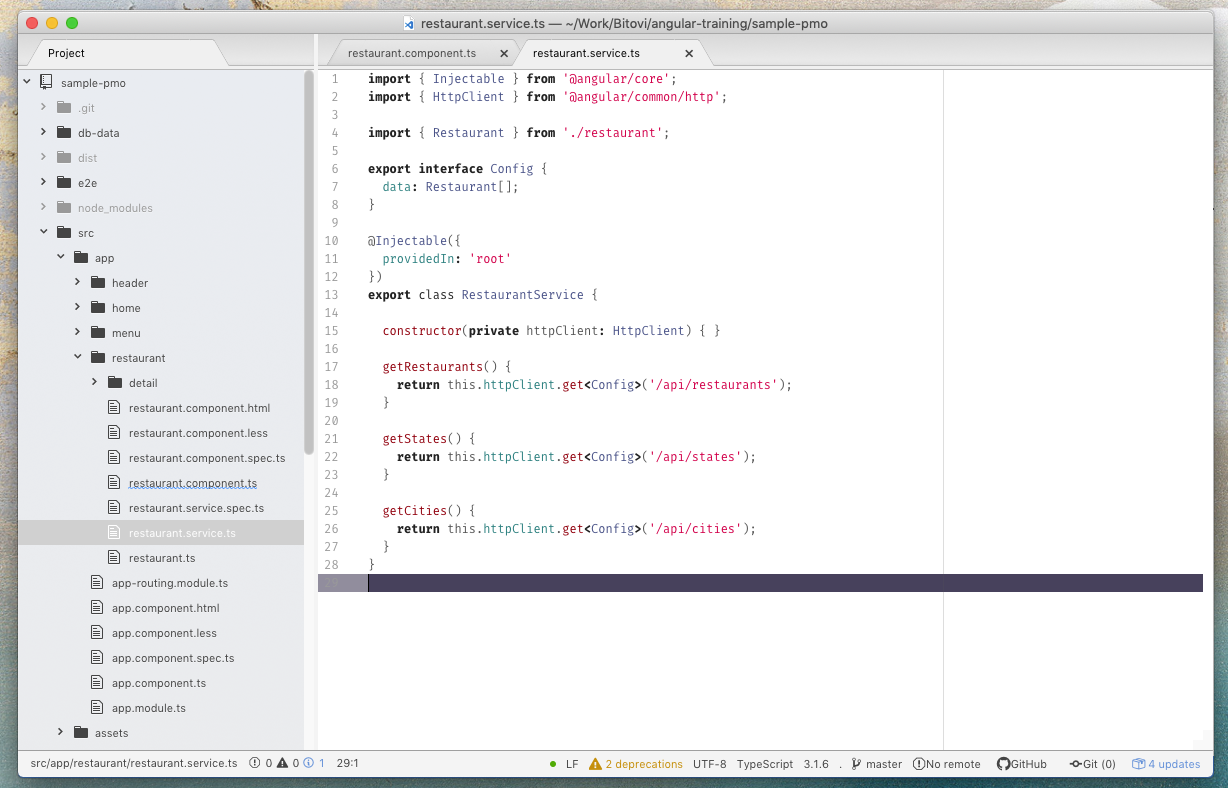 restaurant.service.ts — ~/Work/Bitovi/angular-training/sample-pmo
Project
restaurant.component.ts
restaurant.service.ts
sample-pmo
.git
db-data
dist
e2e
node_modules
src
app
header
home
menu
restaurant
detail
restaurant.component.html
restaurant.component.less
restaurant.component.spec.ts
restaurant.component.ts
restaurant.service.spec.ts
restaurant.service.ts
restaurant.ts
app-routing.module.ts
app.component.html
app.component.less
app.component.spec.ts
app.component.ts
app.module.ts
assets
1 import { Injectable } from '@angular/core';
2 import { HttpClient } from '@angular/common/http';
3
4 import { Restaurant } from './restaurant';
5
6 export interface Config {
7 data: Restaurant[];
8 }
9
10 @Injectable({
11 providedIn: 'root'
12 })
13 export class RestaurantService {
14
15 constructor(private httpClient: HttpClient) { }
16
17 getRestaurants() {
18 return this.httpClient.get<Config>('/api/restaurants');
19 }
20
21 getStates() {
22 return this.httpClient.get<Config>('/api/states');
23 }
24
25 getCities() {
26 return this.httpClient.get<Config>('/api/cities');
27 }
28 }
29
src/app/restaurant/restaurant.service.ts 0 0 1 29:1 LF 2 deprecations UTF-8 TypeScript 3.1.6 . master No remote GitHub Git (0) 4 updates